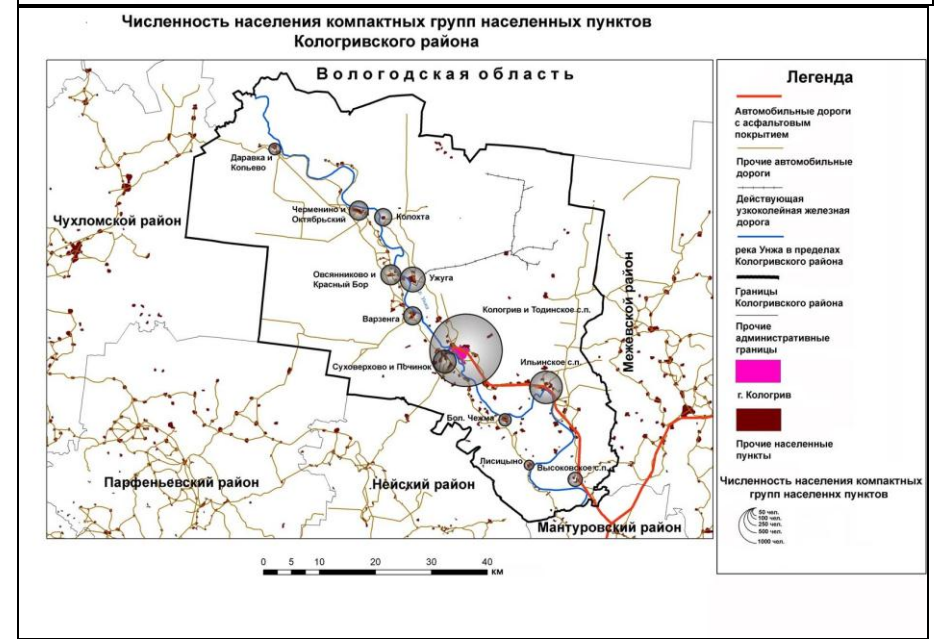 Численность населения компактных групп населенных пунктов
Кологривского района
Вологодская область
Даравка и
Копьево
Черменино и
Октябрьский
Колохта
Чухломской район
Овсянниково и
Красный Бор
Ужуга
Варзенга
Кологрив и Тодинское с.п.
Межевской район
Суховерхово и Починок
Ильинское с.п.
Бол. Чежма
Лисицыно
Высоковское с.п.
Парфеньевский район
Нейский район
Мантуровский район
0 5 10 20 30 40
км
Легенда
Автомобильные дороги
с асфальтовым
покрытием
Прочие автомобильные
дороги
Действующая
узкоколейная железная
дорога
река Унжа в пределах
Кологривского района
Границы
Кологривского района
Прочие
административные
границы
г. Кологрив
Прочие населенные
пункты
Численность населения компактных
групп населеннх пунктов
50 чел.
100 чел.
250 чел.
500 чел.
1000 чел.